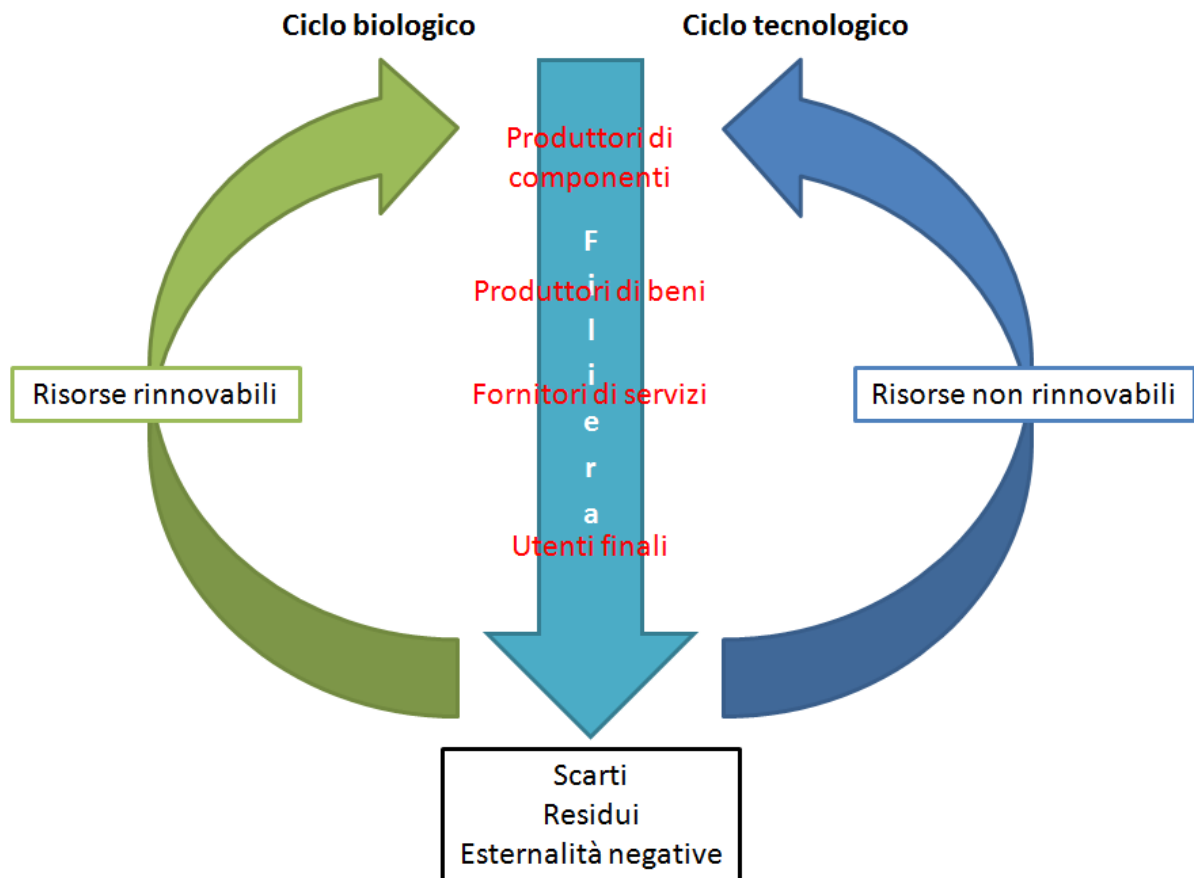 Ciclo biologico
Ciclo tecnologico
Produttori di
componenti
Filiera
Produttori di beni
Risorse rinnovabili
Fornitori di servizi
Risorse non rinnovabili
Utenti finali
Scarti
Residui
Esternalità negative